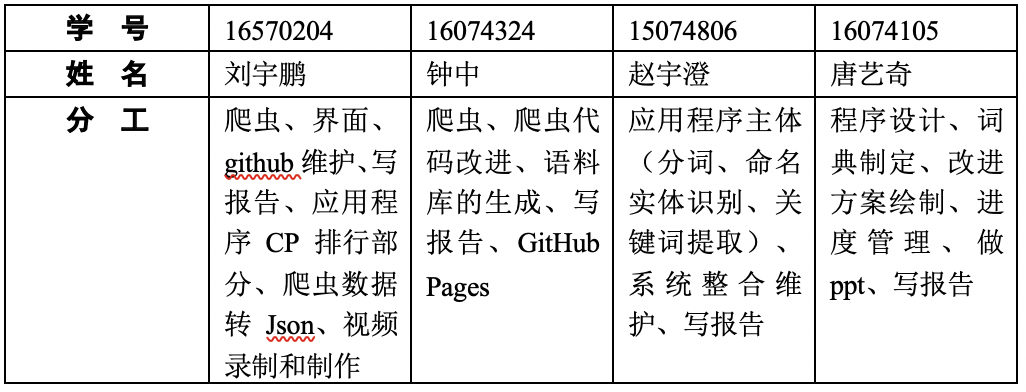 学 号 16570204 16074324 15074806 16074105
姓 名 刘宇鹏 钟中 赵宇澄 唐艺奇
分 工
爬虫、界面、
github 维护、写
报告、应用程
序 CP 排行部
分、爬虫数据
转 Json、视频
录制和制作
爬虫、爬虫代
码改进、语料
库的生成、写
报告、GitHub
Pages
应用程序主体
（分词、命名
实体识别、关
键词提取）、
系统整合维
护、写报告
程序设计、词
典制定、改进
方案绘制、进
度管理、做
ppt、写报告